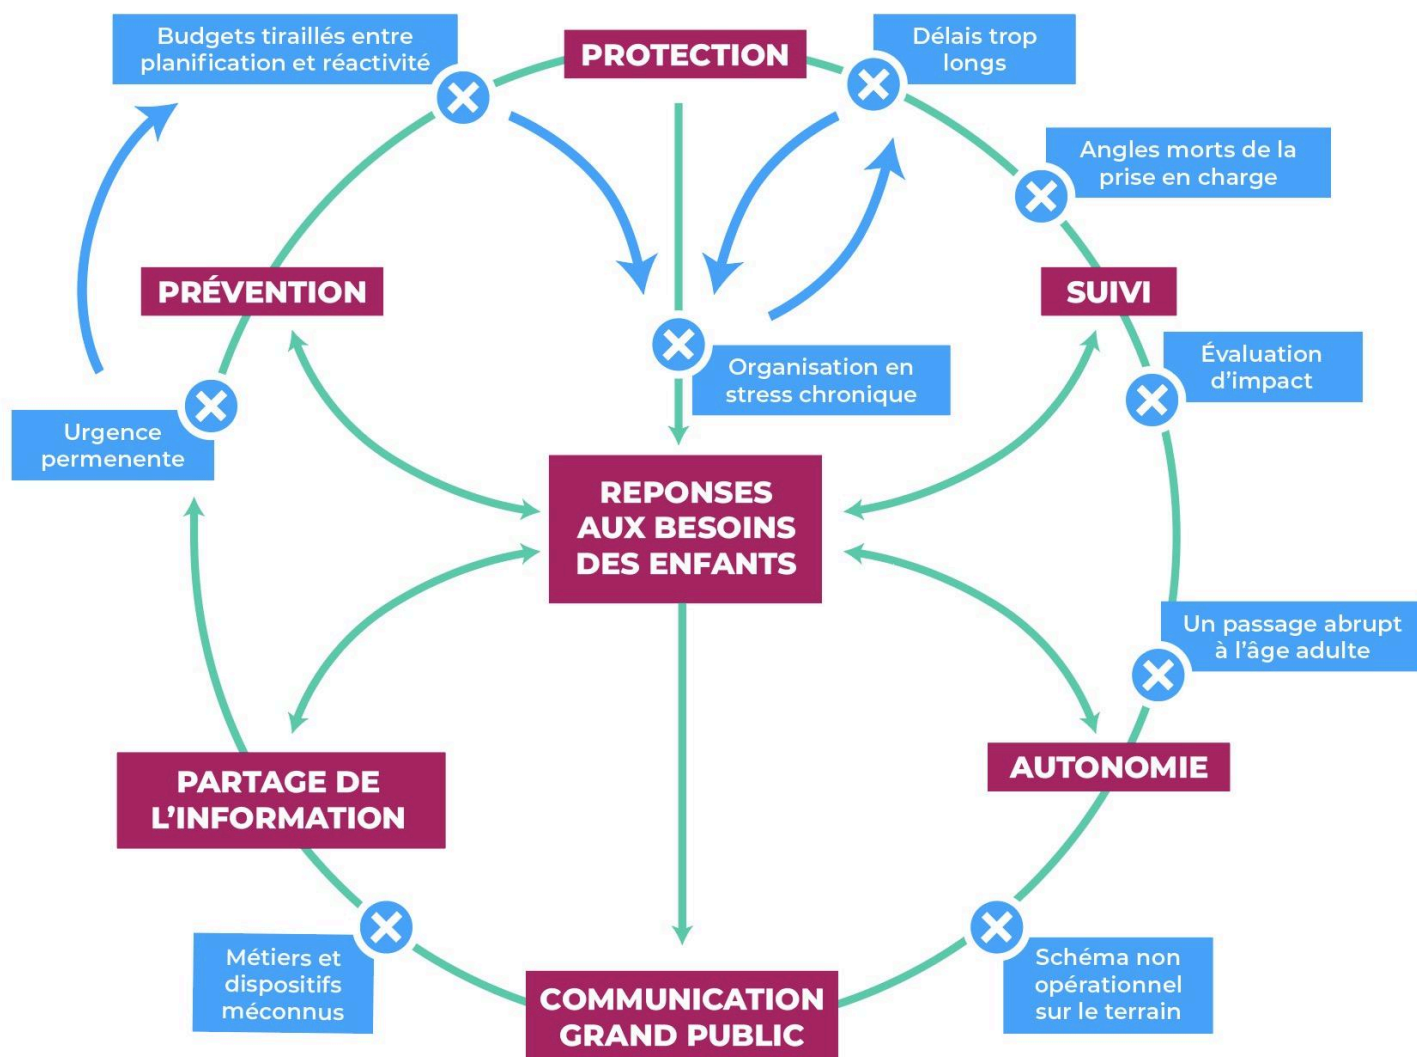 Budgets tiraillés entre
planification et réactivité
PROTECTION
Délais trop
longs
Angles morts de la
prise en charge
PRÉVENTION
SUIVI
Organisation en
stress chronique
Évaluation
d'impact
Urgence
permenente
REPONSES
AUX BESOINS
DES ENFANTS
Un passage abrupt
à l'âge adulte
PARTAGE DE
L'INFORMATION
AUTONOMIE
Métiers et
dispositifs
méconnus
COMMUNICATION
GRAND PUBLIC
Schéma non
opérationnel
sur le terrain